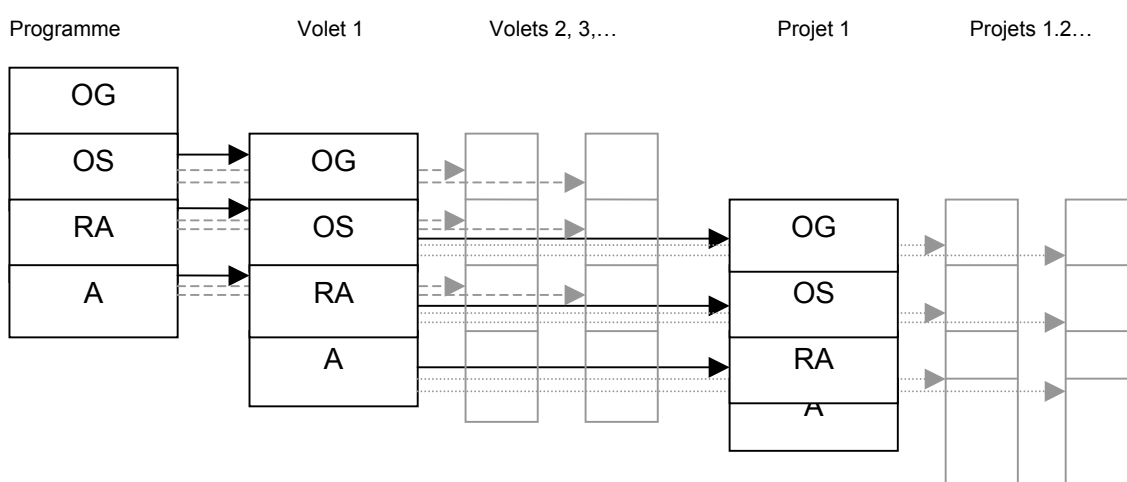 Programme Volet 1 Volets 2, 3,… Projet 1 Projets 1.2…
OG
OS OG
RA OS OG
A RA OS
A RA
A